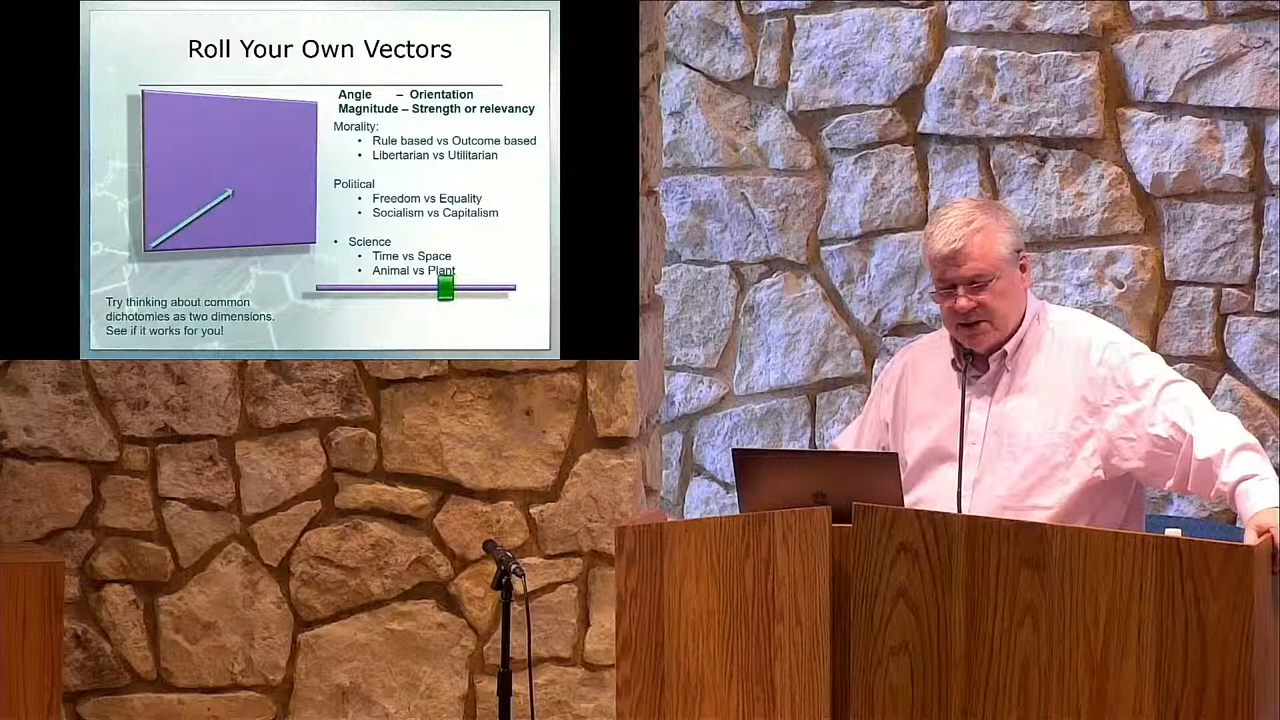 Roll Your Own Vectors
Angle – Orientation
Magnitude – Strength or relevancy
Morality:
• Rule based vs Outcome based
• Libertarian vs Utilitarian
Political
• Freedom vs Equality
• Socialism vs Capitalism
• Science
• Time vs Space
• Animal vs Plant
Try thinking about common
dichotomies as two dimensions.
See if it works for you!